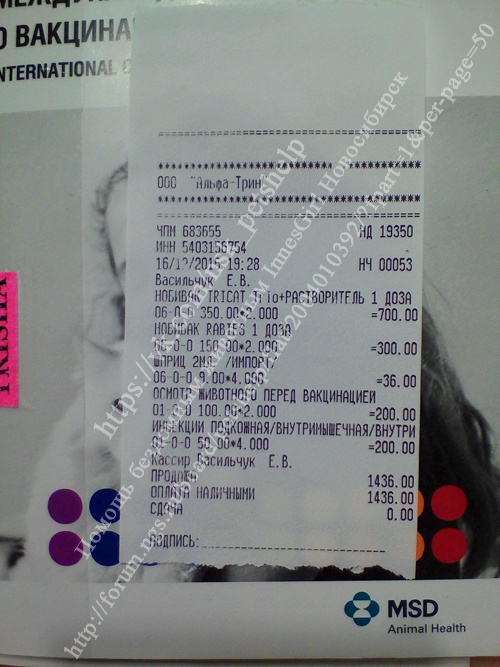 О ВАКЦИНА
INTERNATIONAL
ООО "Альфа-Трин"
ЧПМ 683655 НД 19350
ИНН 5403156754
16/12/2015 19:28 НЧ 00053
Васильчук Е.В.
НОБИВАК TRICAT Trio+РАСТВОРИТЕЛЬ 1 ДОЗА
06-0-0 350.00*2.000 =700.00
НОБИВАК RABIES 1 ДОЗА
06-0-0 150.00*2.000 =300.00
ШПРИЦ 2МЛ. /ИМПОРТ/
06-0-0 9.00*4.000 =36.00
ОСМОТР ЖИВОТНОГО ПЕРЕД ВАКЦИНАЦИЕЙ
01-0-0 100.00*2.000 =200.00
ИНЪЕКЦИИ ПОДКОЖНАЯ/ВНУТРИМЫШЕЧНАЯ/ВНУТРИ
01-0-0 50.00*4.000 =200.00
Кассир Васильчук Е.В.
ПРОДАЖА 1436.00
ОПЛАТА НАЛИЧНЫМИ 1436.00
СДАЧА 0.00
ПОДПИСЬ:
TRISHA
MSD
Animal Health